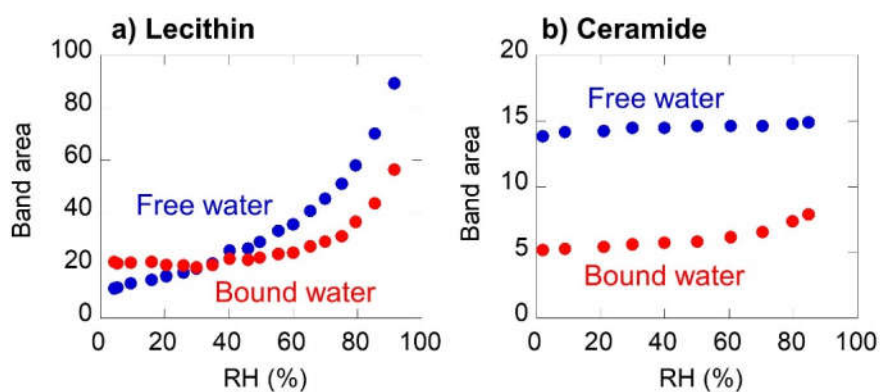 a) Lecithin
100
80
60
40
20
0
Band area
Free water
Bound water
0 20 40 60 80 100
RH (%)
b) Ceramide
20
15
10
5
0
Band area
Free water
Bound water
0 20 40 60 80 100
RH (%)